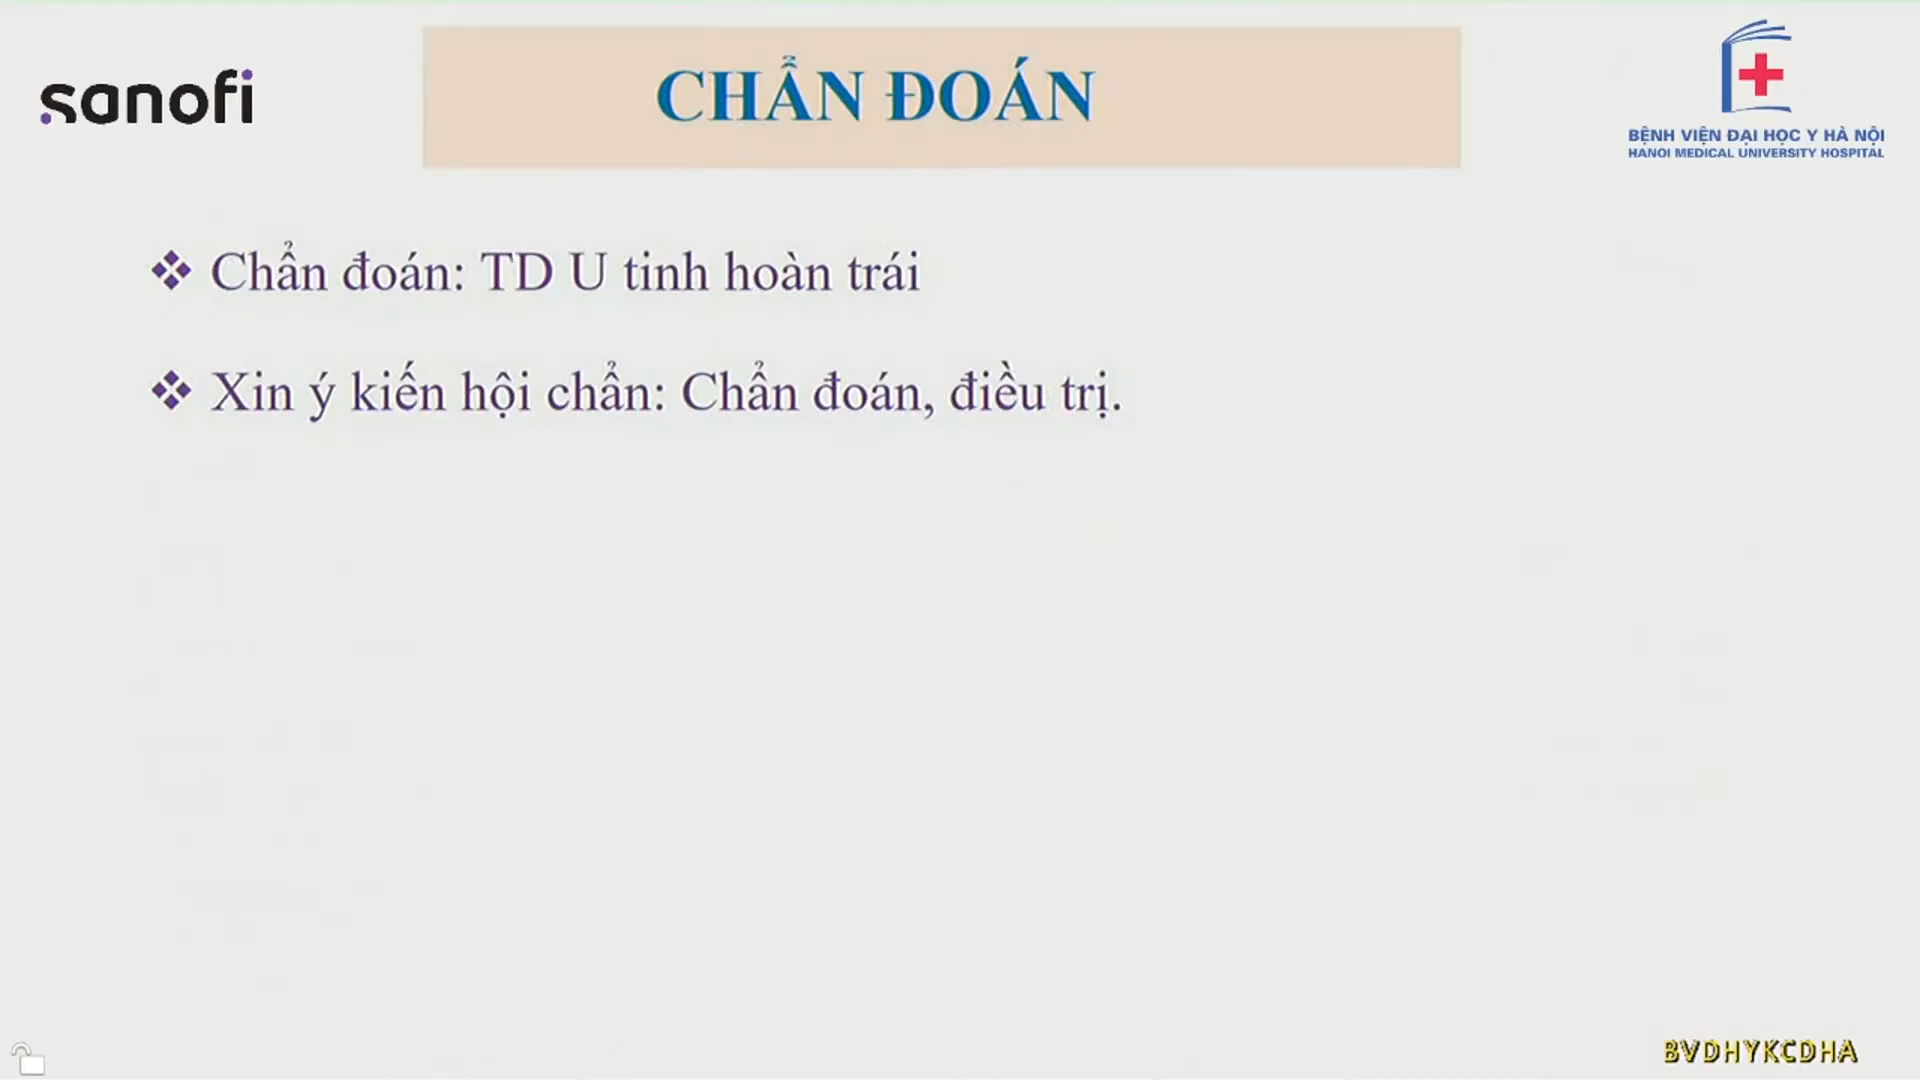 sanofi
CHẨN ĐOÁN
BỆNH VIỆN ĐẠI HỌC Y HÀ NỘI
HANOI MEDICAL UNIVERSITY HOSPITAL
Chẩn đoán: TD U tinh hoàn trái
Xin ý kiến hội chẩn: Chẩn đoán, điều trị.
BVDHYKCDHA